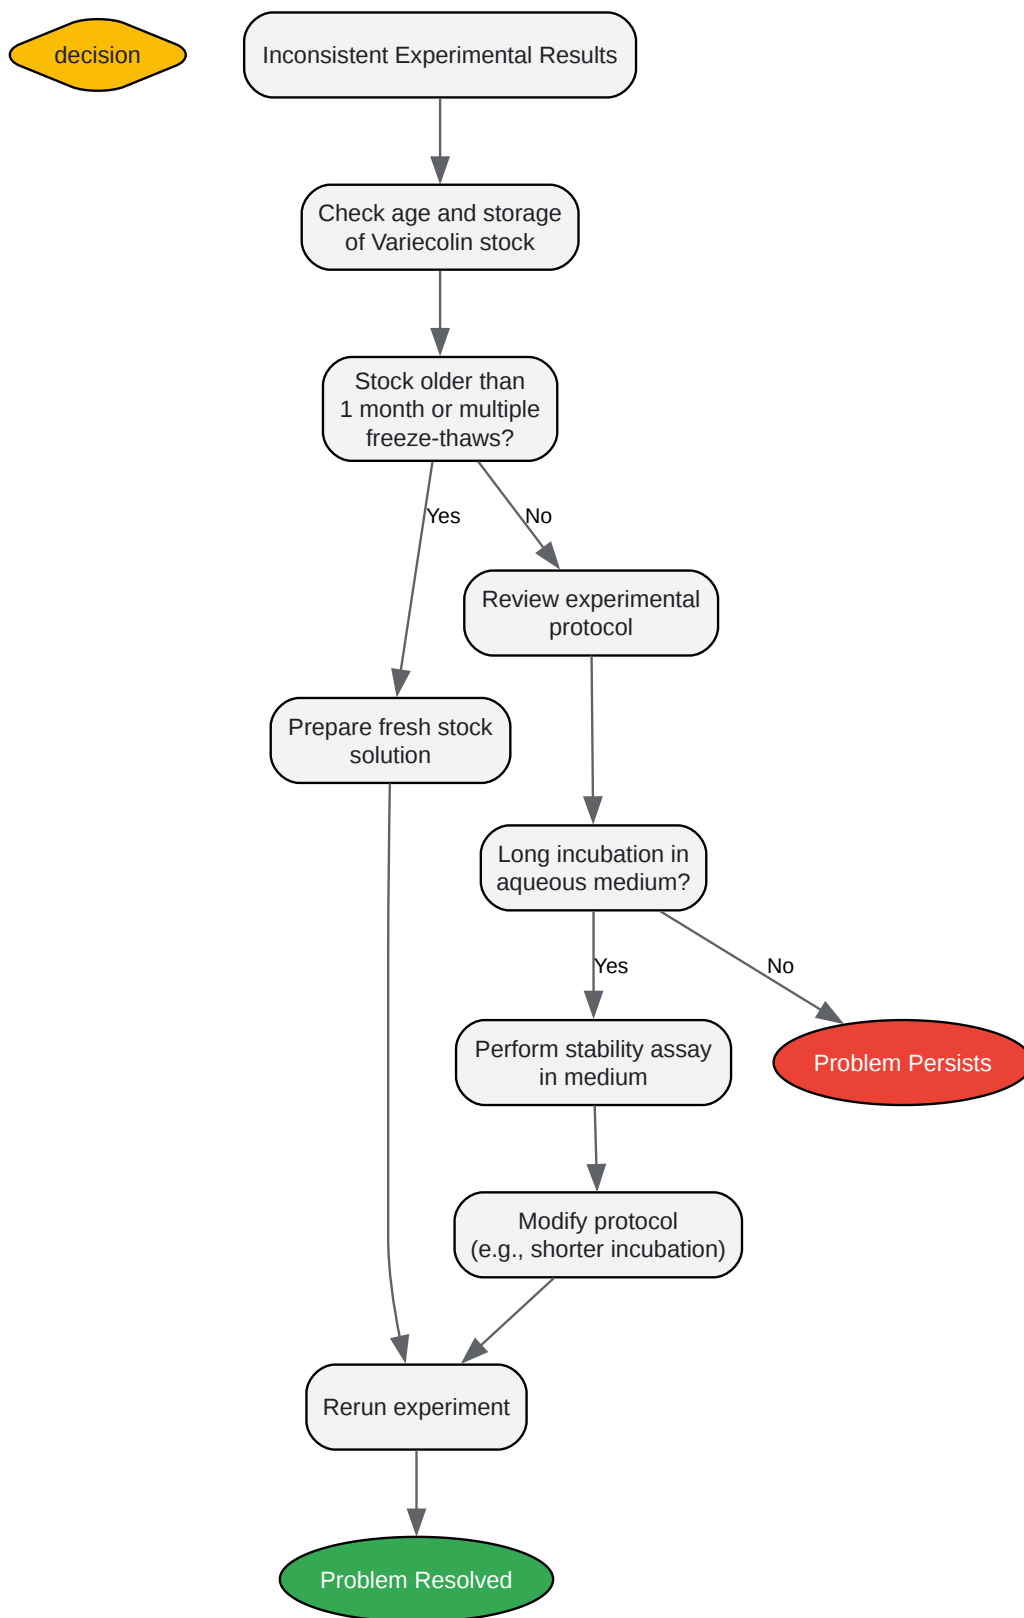 decision
Inconsistent Experimental Results
Check age and storage
of Variecolin stock
Stock older than
1 month or multiple
freeze-thaws?
Yes
No
Review experimental
protocol
Prepare fresh stock
solution
Long incubation in
aqueous medium?
Yes
No
Perform stability assay
in medium
Problem Persists
Modify protocol
(e.g., shorter incubation)
Rerun experiment
Problem Resolved